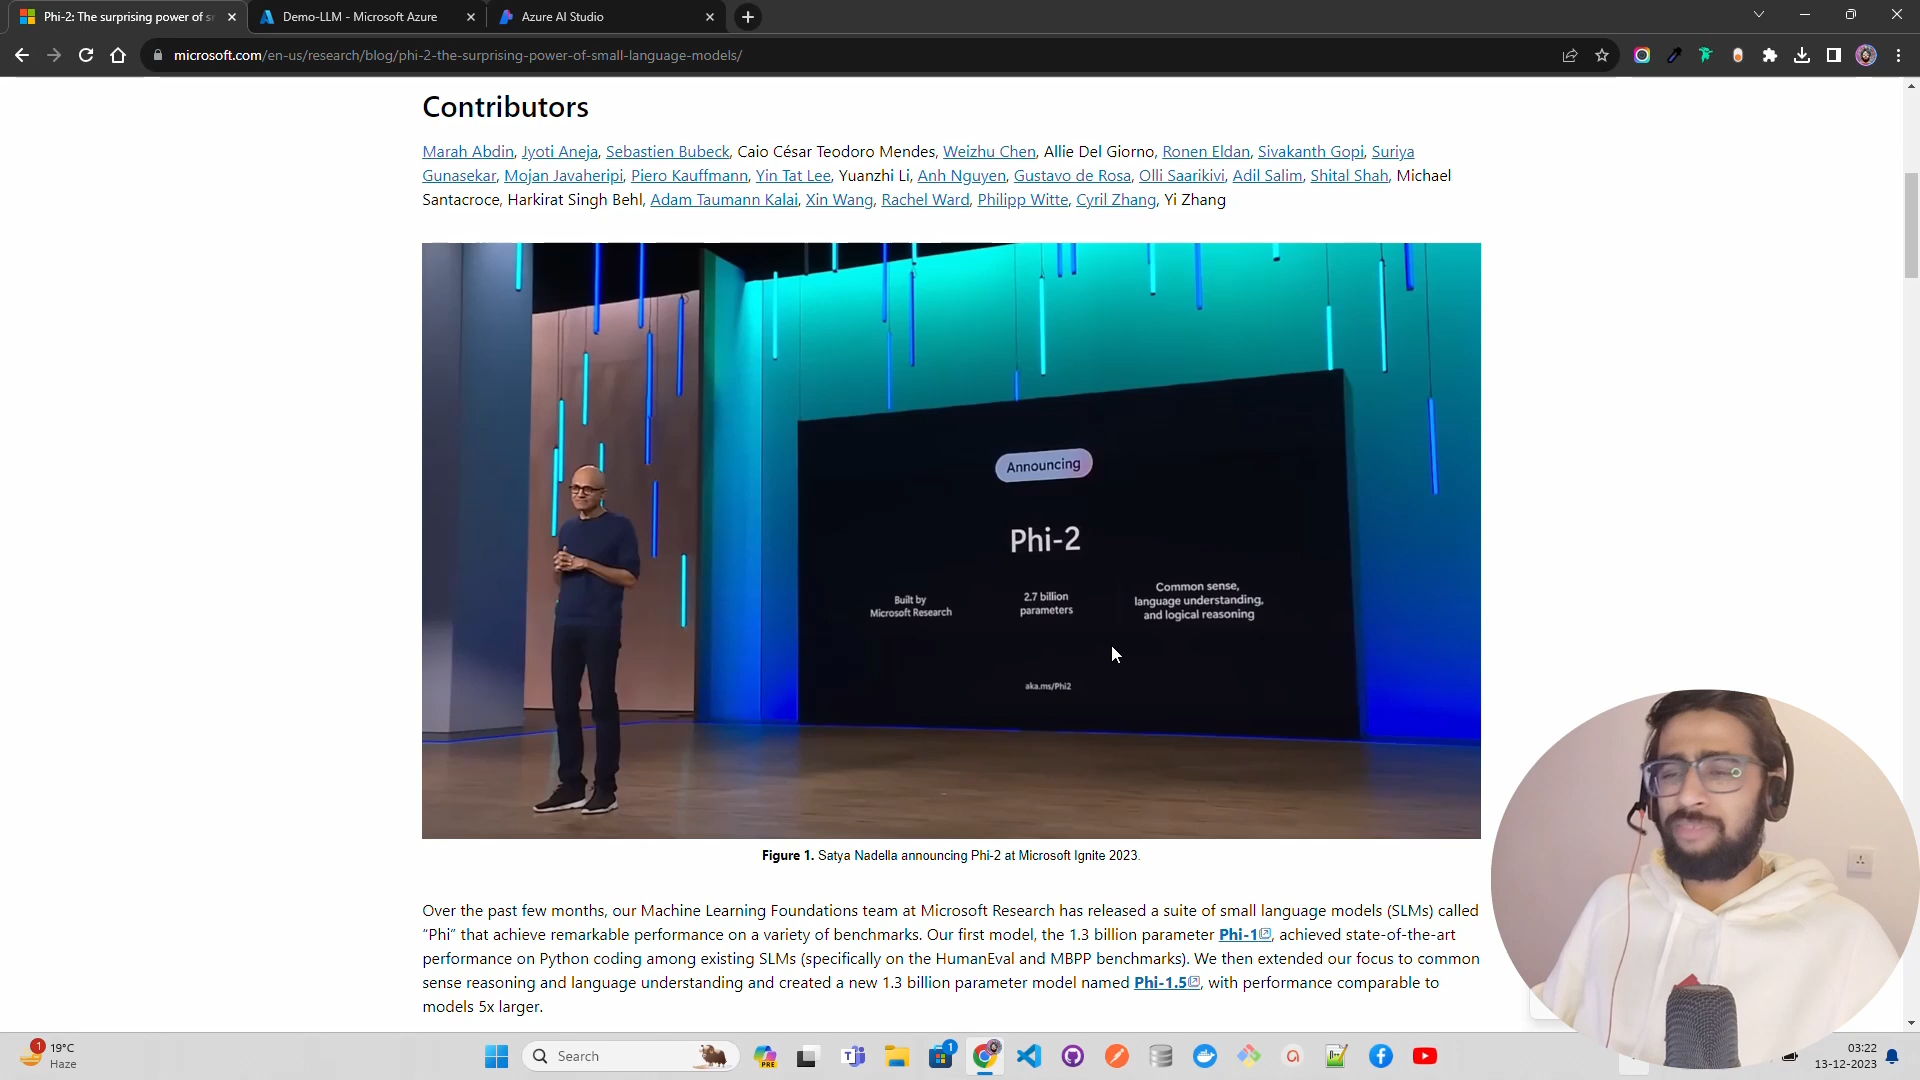 Phi-2: The surprising power of s
Demo-LLM - Microsoft Azure
Azure AI Studio
microsoft.com/en-us/research/blog/phi-2-the-surprising-power-of-small-language-models/
Contributors
Marah Abdin, Jyoti Aneja, Sebastien Bubeck, Caio César Teodoro Mendes, Weizhu Chen, Allie Del Giorno, Ronen Eldan, Sivakanth Gopi, Suriya
Gunasekar, Mojan Javaheripi, Piero Kauffmann, Yin Tat Lee, Yuanzhi Li, Anh Nguyen, Gustavo de Rosa, Olli Saarikivi, Adil Salim, Shital Shah, Michael
Santacroce, Harkirat Singh Behl, Adam Taumann Kalai, Xin Wang, Rachel Ward, Philipp Witte, Cyril Zhang, Yi Zhang
Announcing
Phi-2
Built by
Microsoft Research
2.7 billion
parameters
Common sense,
language understanding,
and logical reasoning
aka.ms/Phi2
Figure 1. Satya Nadella announcing Phi-2 at Microsoft Ignite 2023.
Over the past few months, our Machine Learning Foundations team at Microsoft Research has released a suite of small language models (SLMs) called
“Phi” that achieve remarkable performance on a variety of benchmarks. Our first model, the 1.3 billion parameter Phi-1, achieved state-of-the-art
performance on Python coding among existing SLMs (specifically on the HumanEval and MBPP benchmarks). We then extended our focus to common
sense reasoning and language understanding and created a new 1.3 billion parameter model named Phi-1.5, with performance comparable to
models 5x larger.
1
19°C
Haze
Search
PRE
1
03:22
13-12-2023